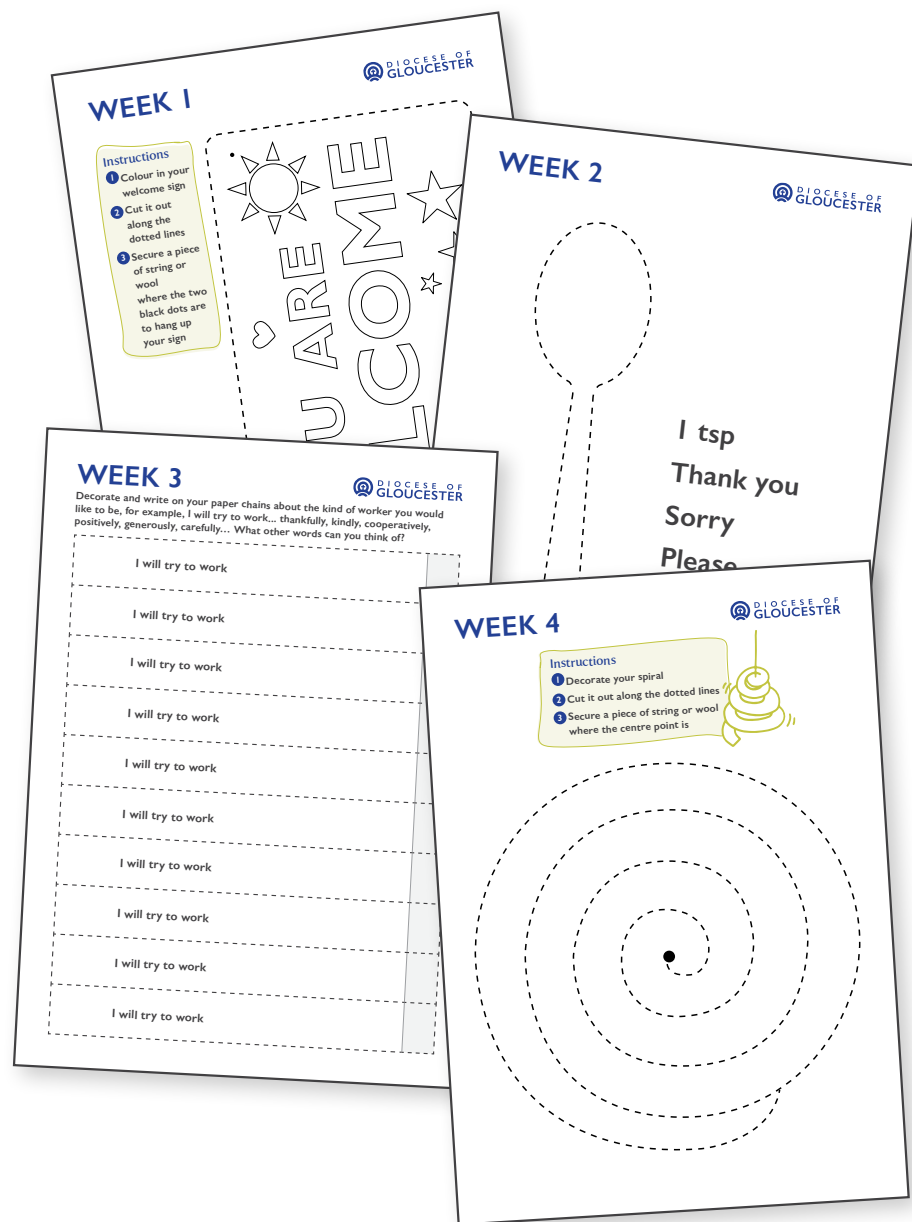 WEEK 1
DIOCESE OF
GLOUCESTER
Instructions
1 Colour in your
welcome sign
2 Cut it out
along the
dotted lines
3 Secure a piece
of string or
wool
where the two
black dots are
to hang up
your sign
U ARE
LCOME
WEEK 2
DIOCESE OF
GLOUCESTER
1 tsp
Thank you
Sorry
Please
WEEK 3
DIOCESE OF
GLOUCESTER
Decorate and write on your paper chains about the kind of worker you would
like to be, for example, I will try to work... thankfully, kindly, cooperatively,
positively, generously, carefully... What other words can you think of?
I will try to work
I will try to work
I will try to work
I will try to work
I will try to work
I will try to work
I will try to work
I will try to work
I will try to work
I will try to work
WEEK 4
DIOCESE OF
GLOUCESTER
Instructions
1 Decorate your spiral
2 Cut it out along the dotted lines
3 Secure a piece of string or wool
where the centre point is